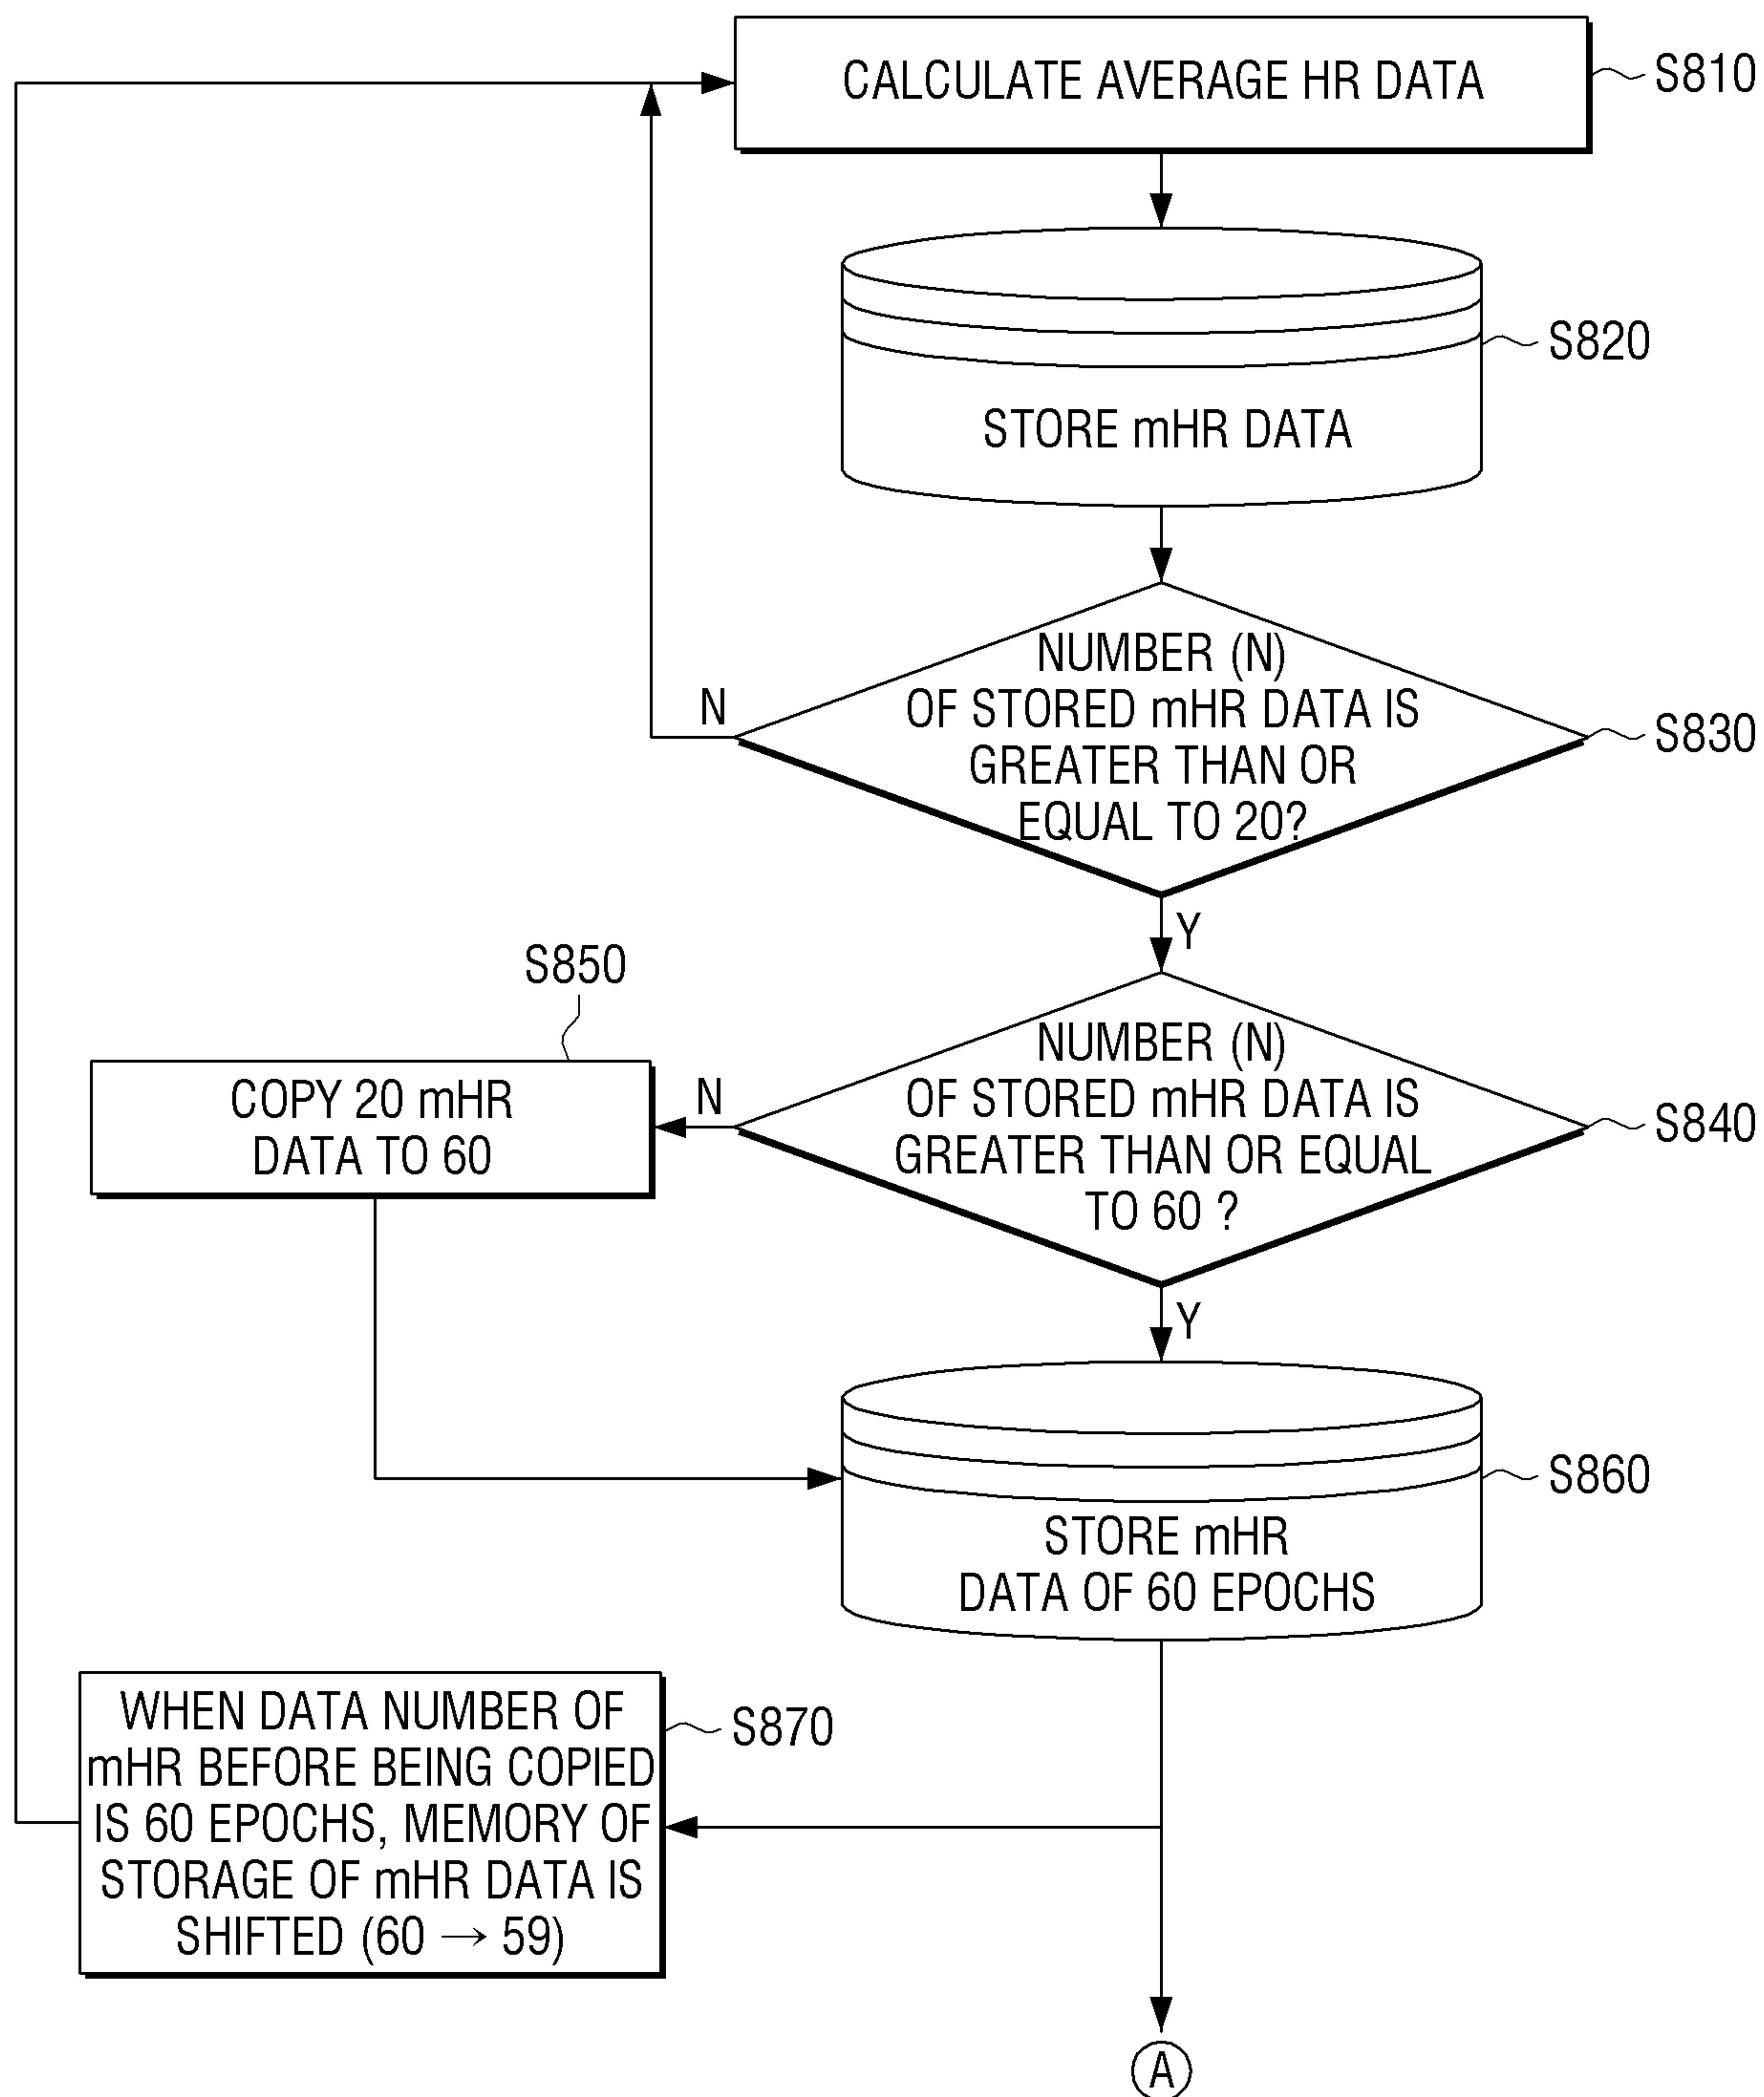 CALCULATE AVERAGE HR DATA
S810
S820
STORE mHR DATA
NUMBER (N)
OF STORED mHR DATA IS
GREATER THAN OR
EQUAL TO 20?
N
S830
Y
S850
COPY 20 mHR
DATA TO 60
N
NUMBER (N)
OF STORED mHR DATA IS
GREATER THAN OR EQUAL
TO 60 ?
S840
Y
S860
STORE mHR
DATA OF 60 EPOCHS
WHEN DATA NUMBER OF
mHR BEFORE BEING COPIED
IS 60 EPOCHS, MEMORY OF
STORAGE OF mHR DATA IS
SHIFTED (60 → 59)
S870
A